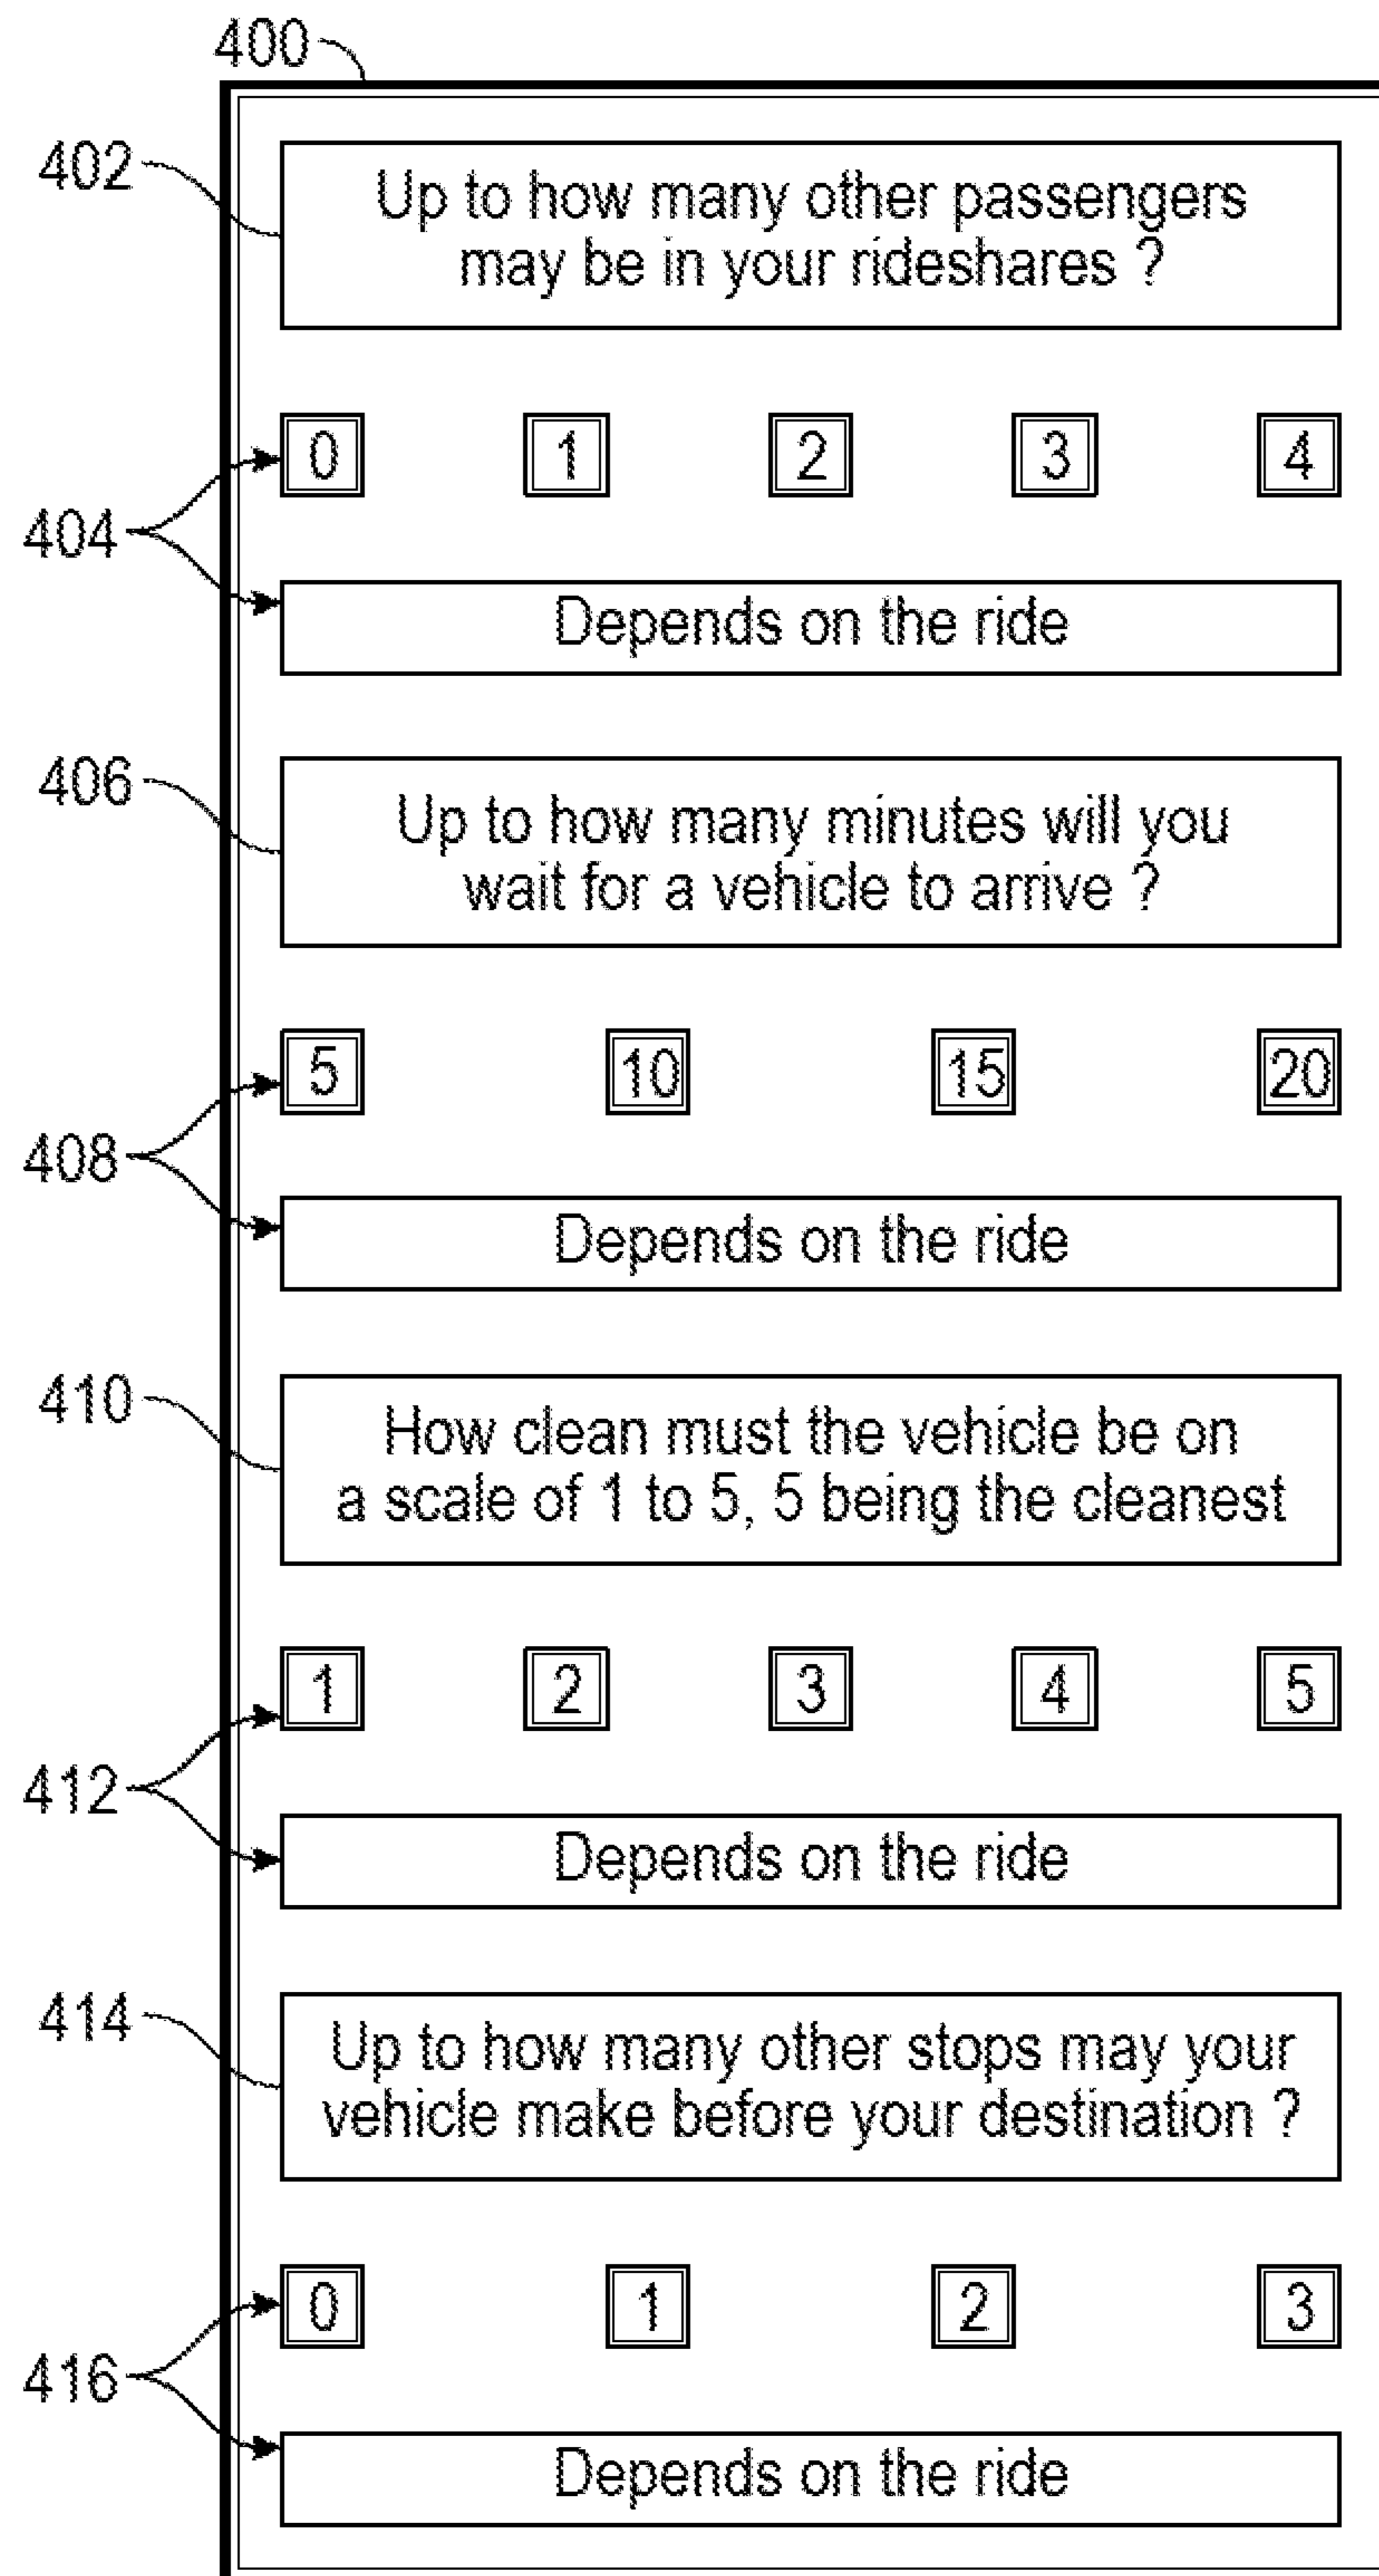 400
402
Up to how many other passengers
may be in your rideshares ?
0 1 2 3 4
404
Depends on the ride
406
Up to how many minutes will you
wait for a vehicle to arrive ?
5 10 15 20
408
Depends on the ride
410
How clean must the vehicle be on
a scale of 1 to 5, 5 being the cleanest
1 2 3 4 5
412
Depends on the ride
414
Up to how many other stops may your
vehicle make before your destination ?
0 1 2 3
416
Depends on the ride